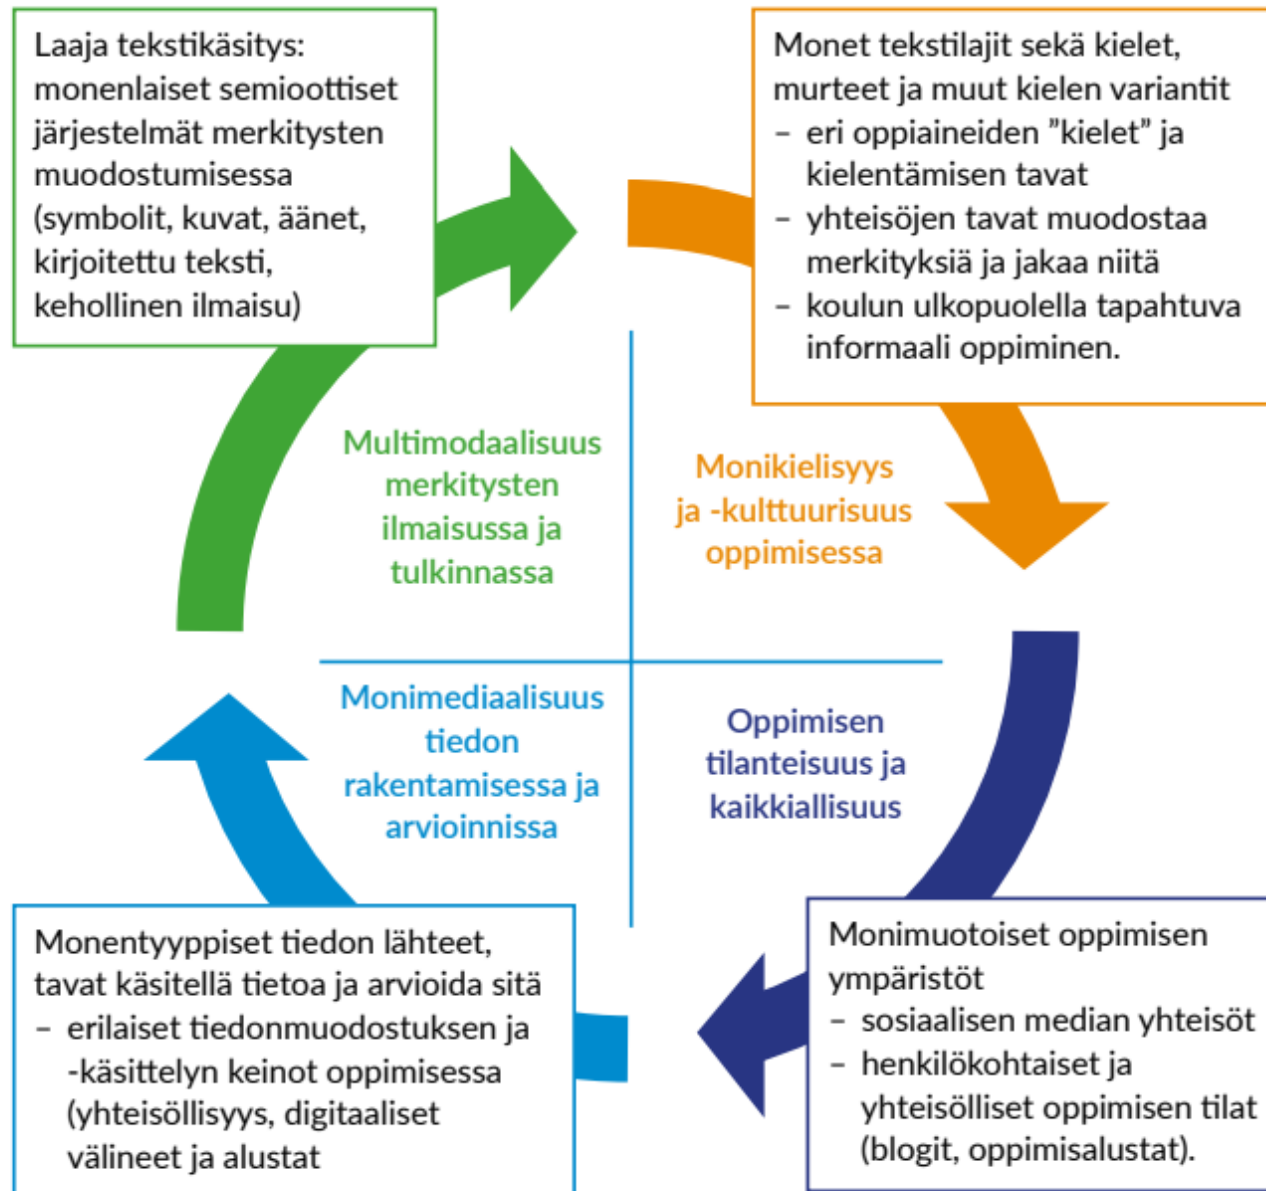 Laaja tekstikäsitys:
monenlaiset semioottiset
järjestelmät merkitysten
muodostumisessa
(symbolit, kuvat, äänet,
kirjoitettu teksti,
kehollinen ilmaisu)
Monet tekstilajit sekä kielet,
murteet ja muut kielen variantit
– eri oppiaineiden ”kielet” ja
kielentämisen tavat
– yhteisöjen tavat muodostaa
merkityksiä ja jakaa niitä
– koulun ulkopuolella tapahtuva
informaali oppiminen.
Multimodaalisuus
merkitysten
ilmaisussa ja
tulkinnassa
Monikielisyys
ja -kulttuurisuus
oppimisessa
Monimediaalisuus
tiedon
rakentamisessa ja
arvioinnissa
Oppimisen
tilanteisuus ja
kaikkiallisuus
Monentyyppiset tiedon lähteet,
tavat käsitellä tietoa ja arvioida sitä
– erilaiset tiedonmuodostuksen ja
-käsittelyn keinot oppimisessa
(yhteisöllisyys, digitaaliset
välineet ja alustat
Monimuotoiset oppimisen
ympäristöt
– sosiaalisen median yhteisöt
– henkilökohtaiset ja
yhteisölliset oppimisen tilat
(blogit, oppimisalustat).